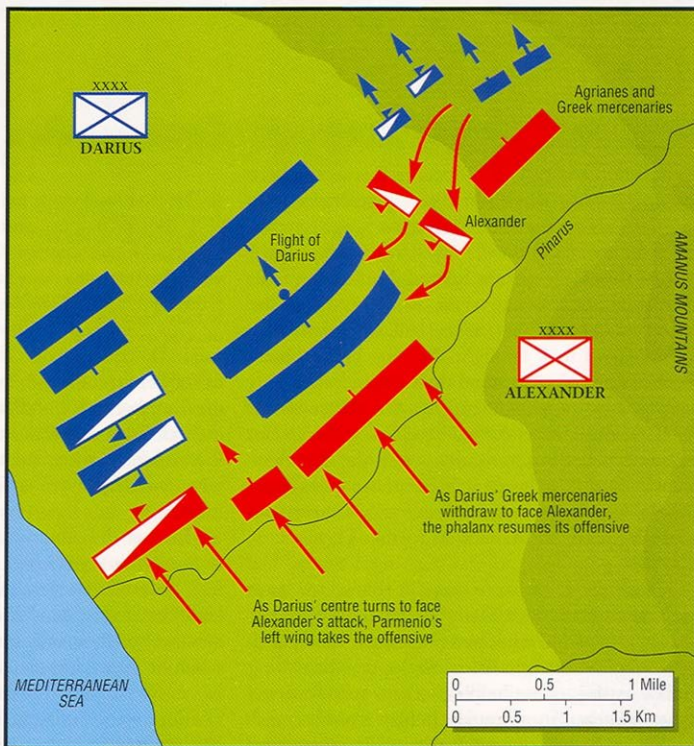 XXXX
DARIUS
Agrianes and
Greek mercenaries
Alexander
Flight of
Darius
Pinarus
AMANUS MOUNTAINS
XXXX
ALEXANDER
As Darius' Greek mercenaries
withdraw to face Alexander,
the phalanx resumes its offensive
As Darius' centre turns to face
Alexander's attack, Parmenio's
left wing takes the offensive
MEDITERRANEAN
SEA
0 0.5 1 Mile
0 0.5 1 1.5 Km